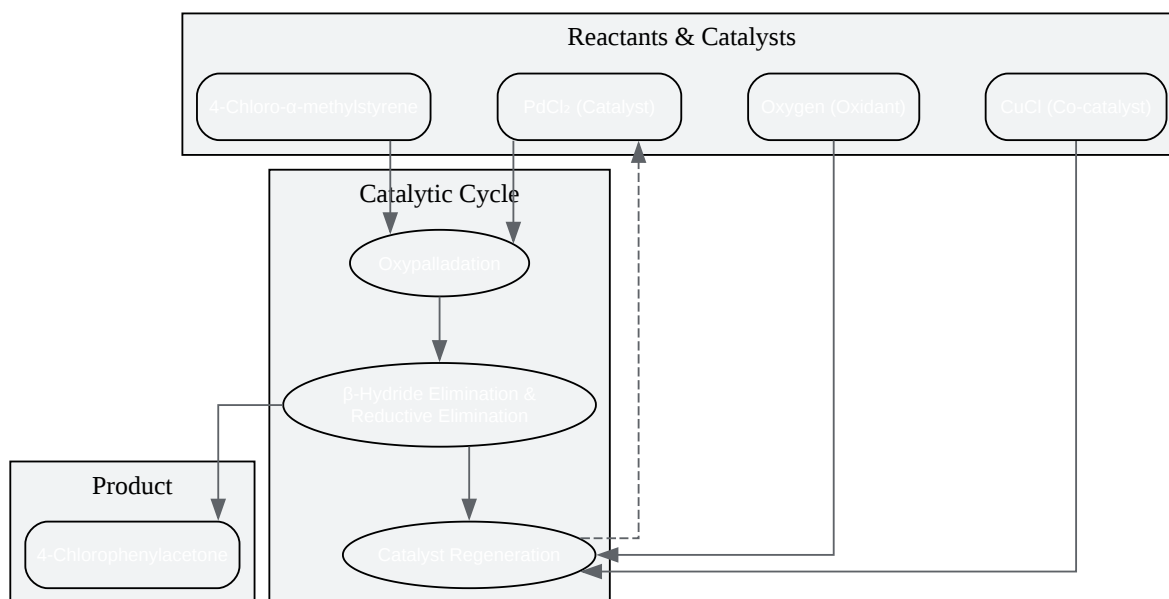 Reactants & Catalysts
4-Chloro-α-methylstyrene
PdCl₂ (Catalyst)
Oxygen (Oxidant)
CuCl (Co-catalyst)
Catalytic Cycle
Oxypalladation
β-Hydride Elimination &
Reductive Elimination
Product
4-Chlorophenylacetone
Catalyst Regeneration